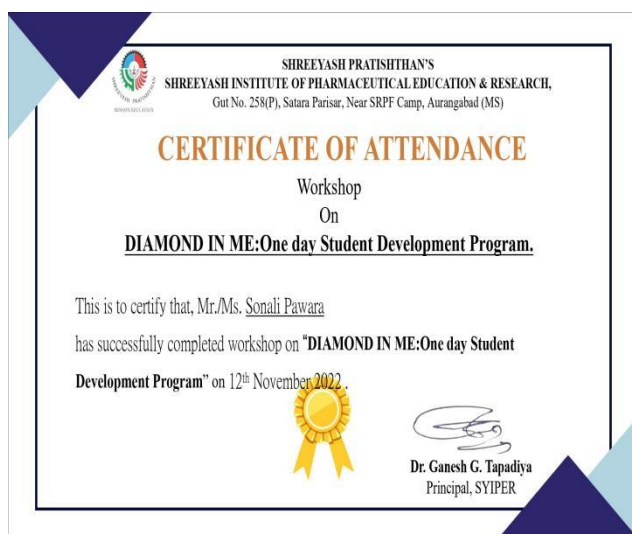 SHREEYASH PRATISHTHAN'S
SHREEYASH INSTITUTE OF PHARMACEUTICAL EDUCATION & RESEARCH,
Gut No. 258(P), Satara Parisar, Near SRPF Camp, Aurangabad (MS)
SHREEYASH PRATISHTHAN
CERTIFICATE OF ATTENDANCE
Workshop
On
DIAMOND IN ME:One day Student Development Program.
This is to certify that, Mr./Ms. Sonali Pawara
has successfully completed workshop on “DIAMOND IN ME:One day Student
Development Program” on 12th November 2022 .
Dr. Ganesh G. Tapadiya
Principal, SYIPER